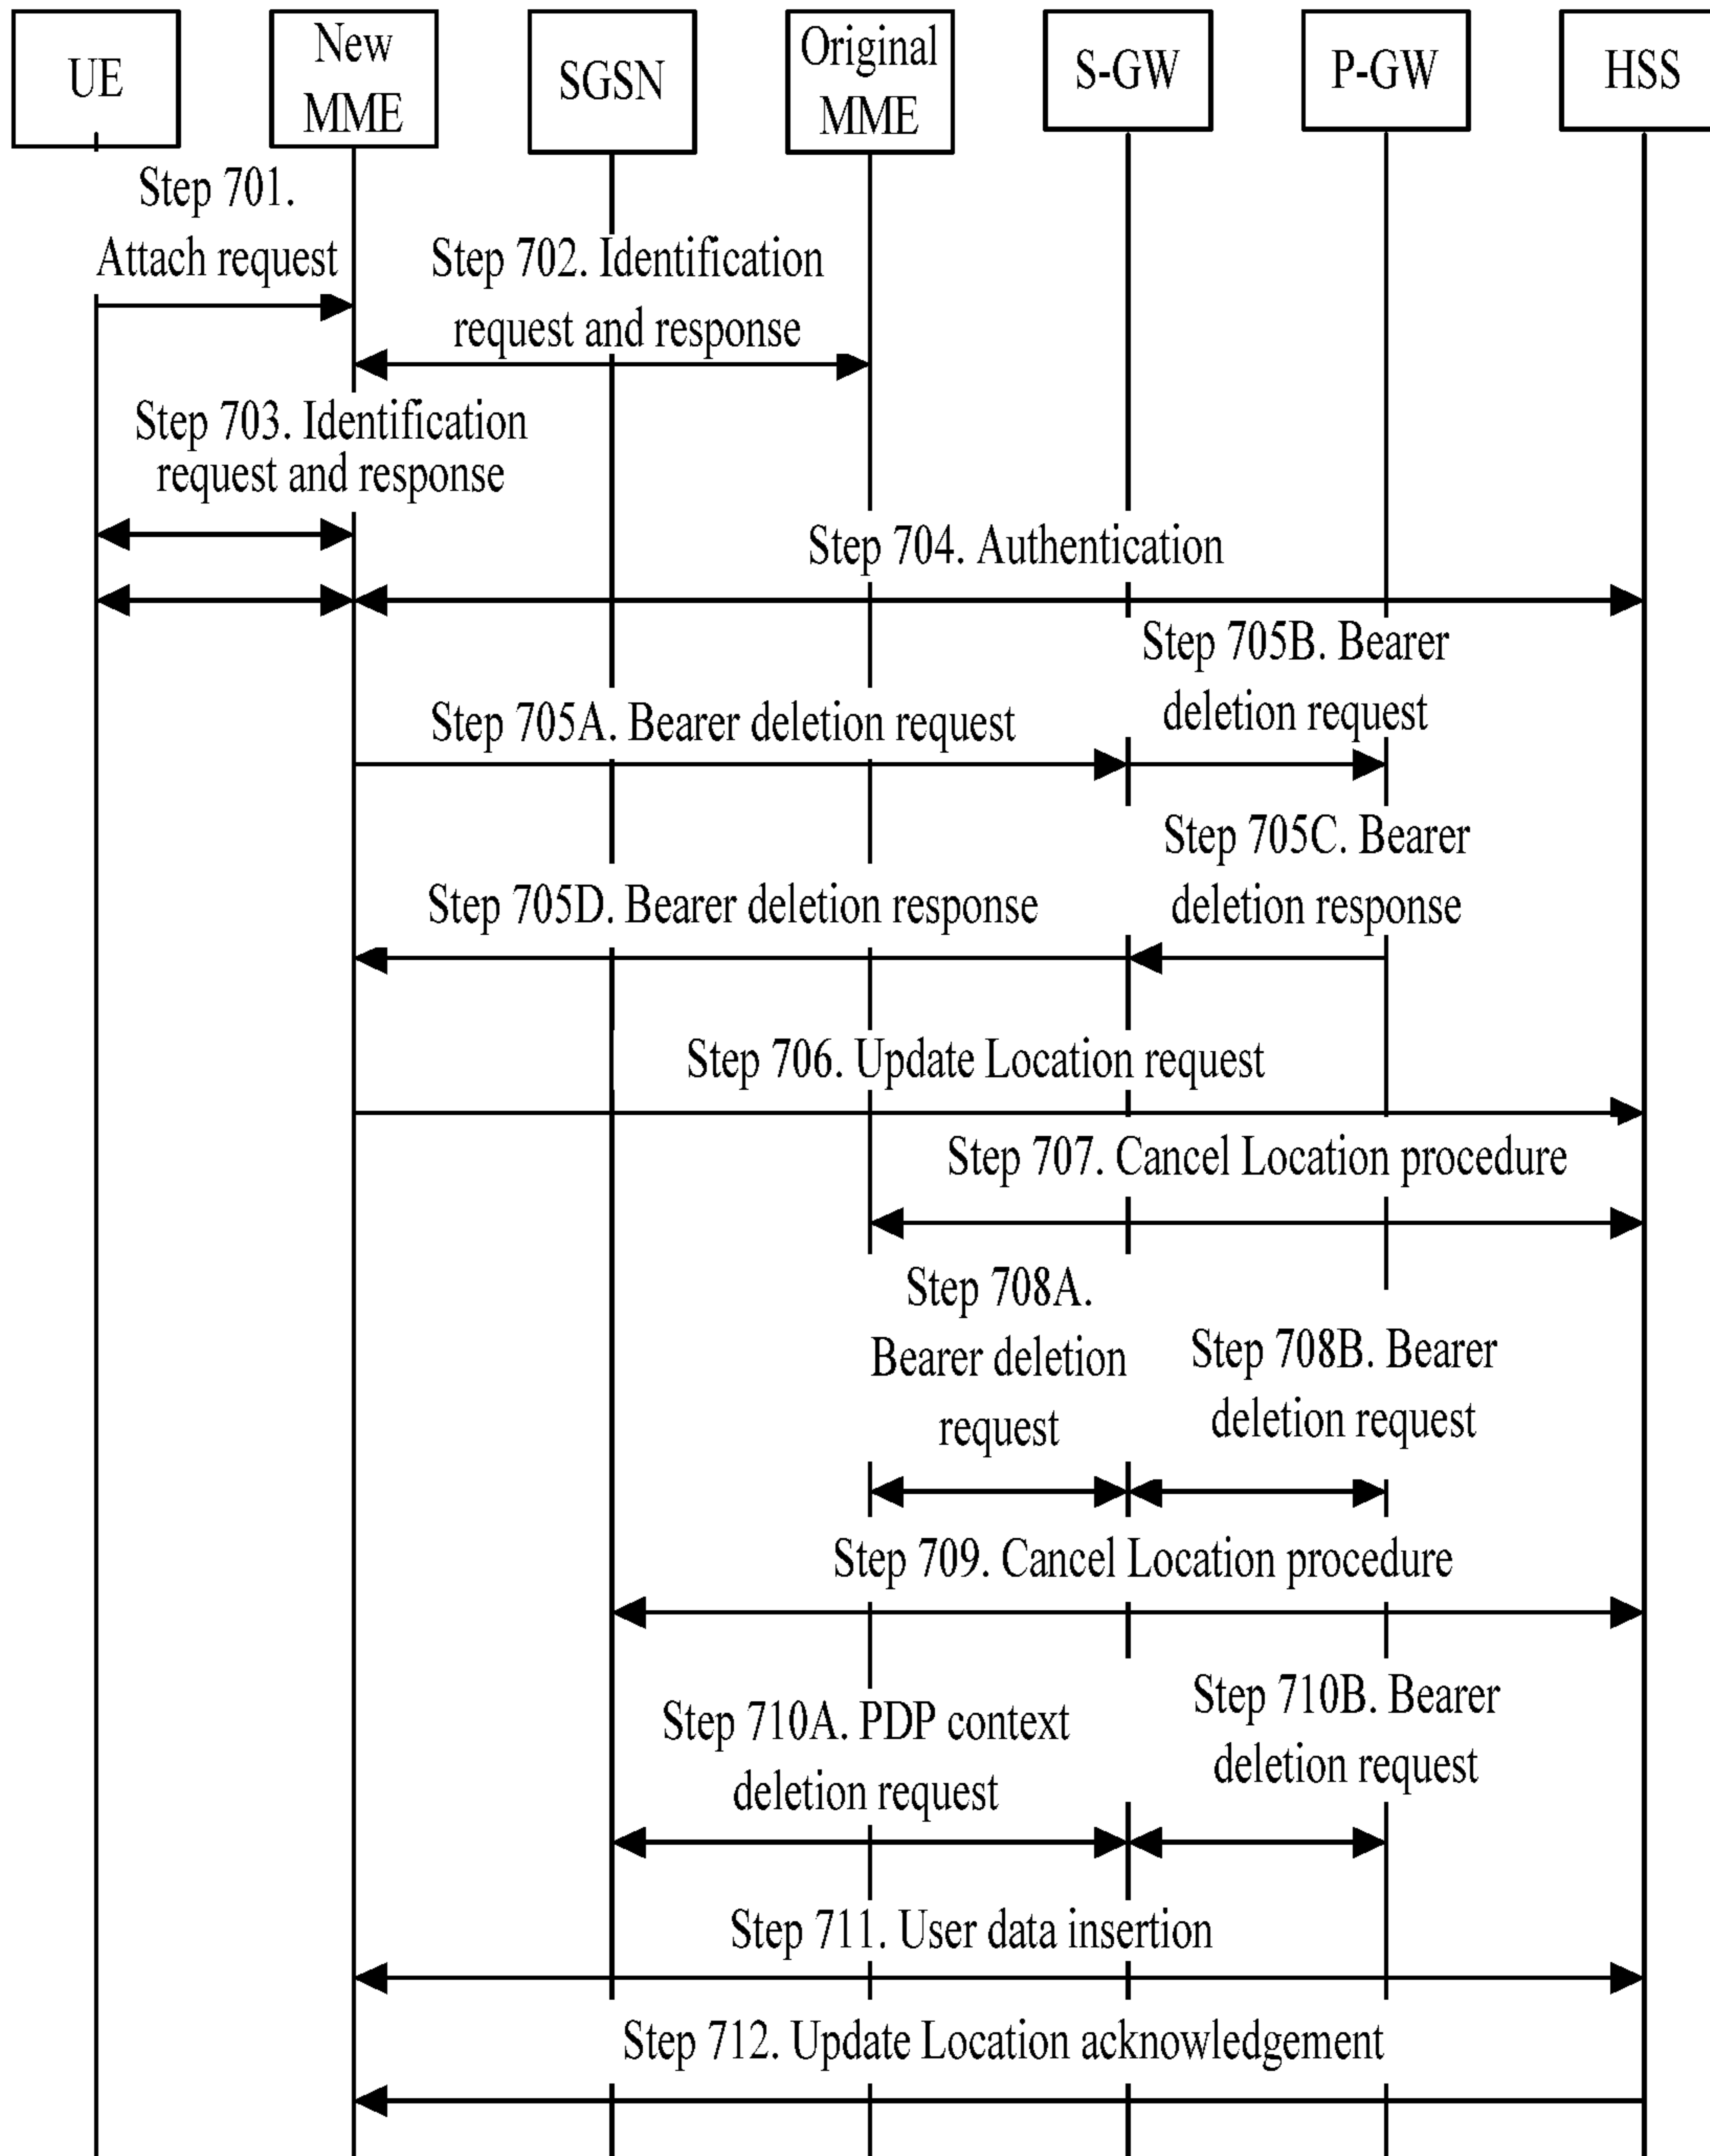 UE
New
MME
SGSN
Original
MME
S-GW
P-GW
HSS
Step 701.
Attach request
Step 702. Identification
request and response
Step 703. Identification
request and response
Step 704. Authentication
Step 705B. Bearer
deletion request
Step 705A. Bearer deletion request
Step 705C. Bearer
deletion response
Step 705D. Bearer deletion response
Step 706. Update Location request
Step 707. Cancel Location procedure
Step 708A.
Bearer deletion
request
Step 708B. Bearer
deletion request
Step 709. Cancel Location procedure
Step 710A. PDP context
deletion request
Step 710B. Bearer
deletion request
Step 711. User data insertion
Step 712. Update Location acknowledgement